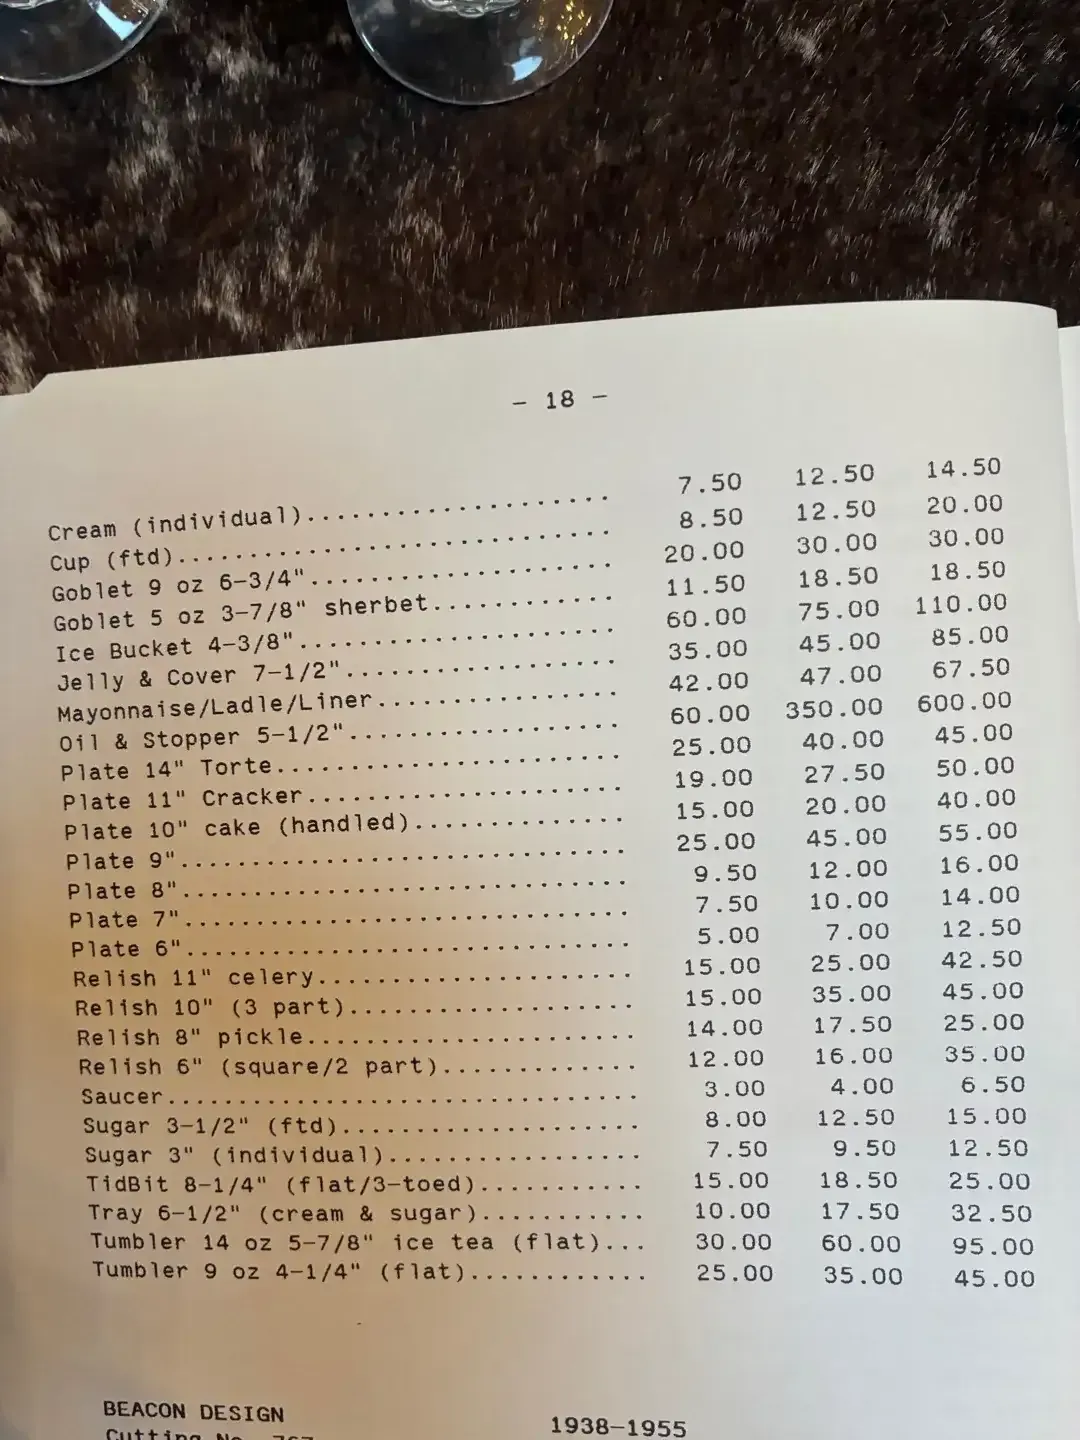 - 18 -
Cream (individual)........................ 7.50 12.50 14.50
Cup (ftd).................................. 8.50 12.50 20.00
Goblet 9 oz 6-3/4"........................ 20.00 30.00 30.00
Goblet 5 oz 3-7/8" sherbet............. 11.50 18.50 18.50
Ice Bucket 4-3/8"........................ 60.00 75.00 110.00
Jelly & Cover 7-1/2".................... 35.00 45.00 85.00
Mayonnaise/Ladle/Liner................. 42.00 47.00 67.50
Oil & Stopper 5-1/2".................... 60.00 350.00 600.00
Plate 14" Torte.......................... 25.00 40.00 45.00
Plate 11" Cracker....................... 19.00 27.50 50.00
Plate 10" cake (handled)............... 15.00 20.00 40.00
Plate 9".................................. 25.00 45.00 55.00
Plate 8".................................. 9.50 12.00 16.00
Plate 7".................................. 7.50 10.00 14.00
Plate 6".................................. 5.00 7.00 12.50
Relish 11" celery....................... 15.00 25.00 42.50
Relish 10" (3 part)..................... 15.00 35.00 45.00
Relish 8" pickle......................... 14.00 17.50 25.00
Relish 6" (square/2 part).............. 12.00 16.00 35.00
Saucer..................................... 3.00 4.00 6.50
Sugar 3-1/2" (ftd)...................... 8.00 12.50 15.00
Sugar 3" (individual).................. 7.50 9.50 12.50
TidBit 8-1/4" (flat/3-toed)........... 15.00 18.50 25.00
Tray 6-1/2" (cream & sugar)........... 10.00 17.50 32.50
Tumbler 14 oz 5-7/8" ice tea (flat)... 30.00 60.00 95.00
Tumbler 9 oz 4-1/4" (flat)............ 25.00 35.00 45.00
BEACON DESIGN 1938-1955
Cutting No.